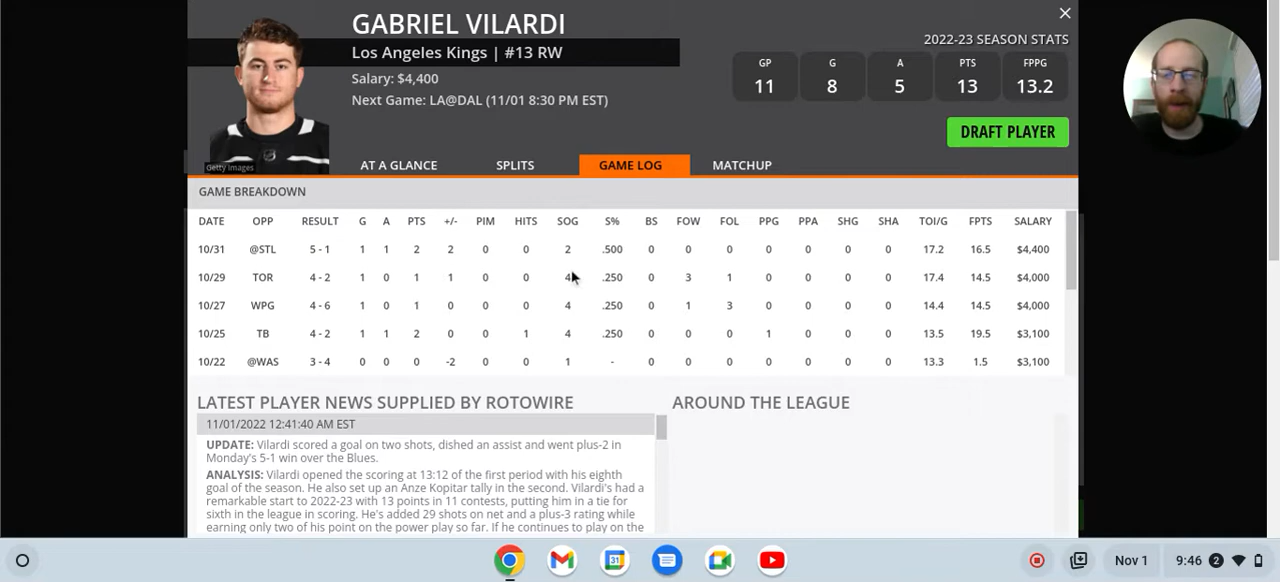 GABRIEL VILARDI
Los Angeles Kings | #13 RW
Salary: $4,400
Next Game: LA@DAL (11/01 8:30 PM EST)
Getty Images
2022-23 SEASON STATS
GP G A PTS FPPG
11 8 5 13 13.2
DRAFT PLAYER
AT A GLANCE SPLITS GAME LOG MATCHUP
GAME BREAKDOWN
DATE OPP RESULT G A PTS +/- PIM HITS SOG S% BS FOW FOL PPG PPA SHG SHA TOI/G FPTS SALARY
10/31 @STL 5 - 1 1 1 2 2 0 0 2 .500 0 0 0 0 0 0 0 17.2 16.5 $4,400
10/29 TOR 4 - 2 1 0 1 1 0 0 4 .250 0 3 1 0 0 0 0 17.4 14.5 $4,000
10/27 WPG 4 - 6 1 0 1 0 0 0 4 .250 0 1 3 0 0 0 0 14.4 14.5 $4,000
10/25 TB 4 - 2 1 1 2 0 0 1 4 .250 0 0 0 1 0 0 0 13.5 19.5 $3,100
10/22 @WAS 3 - 4 0 0 0 -2 0 0 1 - 0 0 0 0 0 0 0 13.3 1.5 $3,100
LATEST PLAYER NEWS SUPPLIED BY ROTOWIRE
11/01/2022 12:41:40 AM EST
UPDATE: Vilardi scored a goal on two shots, dished an assist and went plus-2 in
Monday's 5-1 win over the Blues.
ANALYSIS: Vilardi opened the scoring at 13:12 of the first period with his eighth
goal of the season. He also set up an Anze Kopitar tally in the second. Vilardi's had a
remarkable start to 2022-23 with 13 points in 11 contests, putting him in a tie for
sixth in the league in scoring. He's added 29 shots on net and a plus-3 rating while
earning only two of his point on the power play so far. If he continues to play on the
AROUND THE LEAGUE
31
Nov 1
9:46
2